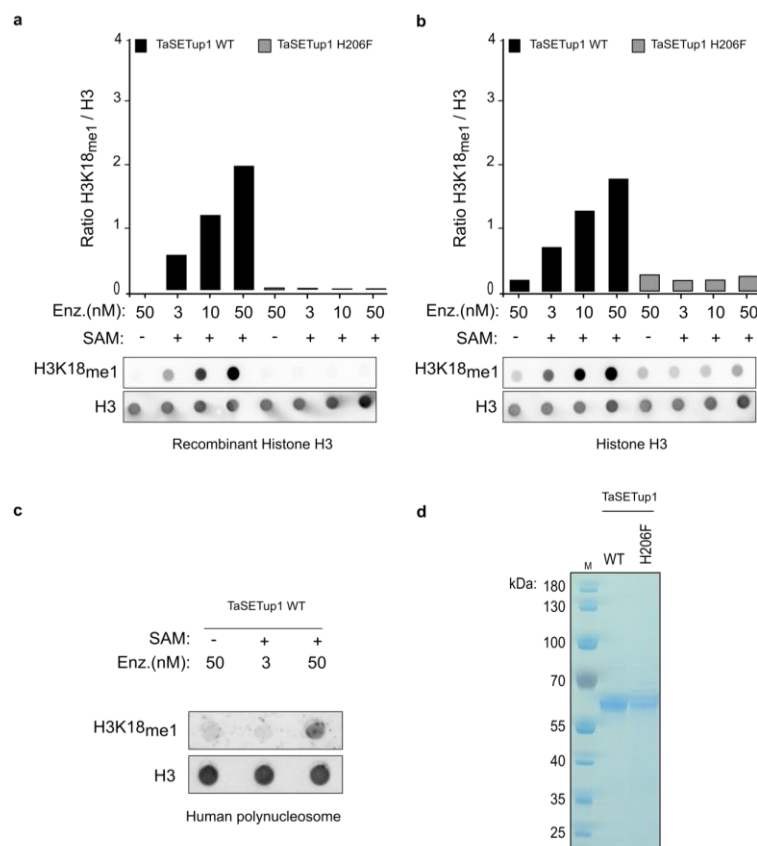 a
4
TaSETup1 WT TaSETup1 H206F
3
2
1
0
Ratio H3K18me1 / H3
Enz.(nM): 50 3 10 50 50 3 10 50
SAM: - + + + - + + +
H3K18me1
H3
Recombinant Histone H3
b
4
TaSETup1 WT TaSETup1 H206F
3
2
1
0
Ratio H3K18me1 / H3
Enz.(nM): 50 3 10 50 50 3 10 50
SAM: - + + + - + + +
H3K18me1
H3
Histone H3
c
TaSETup1 WT
SAM: - + +
Enz.(nM): 50 3 50
H3K18me1
H3
Human polynucleosome
d
TaSETup1
M WT H206F
kDa: 180
130
100
70
55
40
35
25